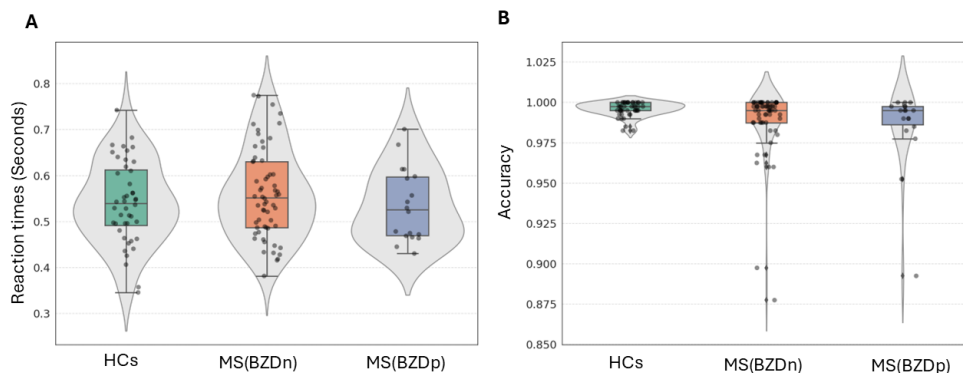 A
Reaction times (Seconds)
0.8
0.7
0.6
0.5
0.4
0.3
HCs
MS(BZDn)
MS(BZDp)
B
Accuracy
1.025
1.000
0.975
0.950
0.925
0.900
0.875
0.850
HCs
MS(BZDn)
MS(BZDp)